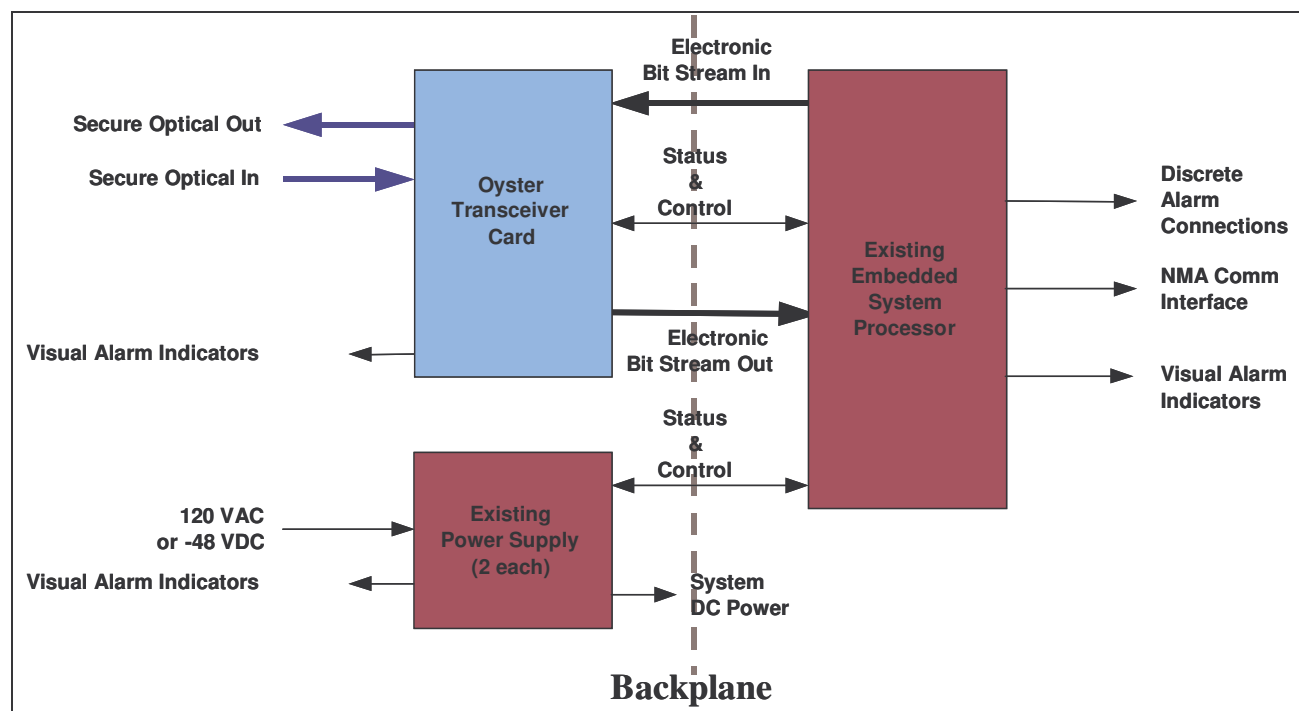 Electronic
Bit Stream In
Secure Optical Out
Secure Optical In
Oyster
Transceiver
Card
Status
&
Control
Discrete
Alarm
Connections
Existing
Embedded
System
Processor
NMA Comm
Interface
Visual Alarm Indicators
Electronic
Bit Stream Out
Visual Alarm
Indicators
Status
&
Control
120 VAC
or -48 VDC
Existing
Power Supply
(2 each)
Visual Alarm Indicators
System
DC Power
Backplane